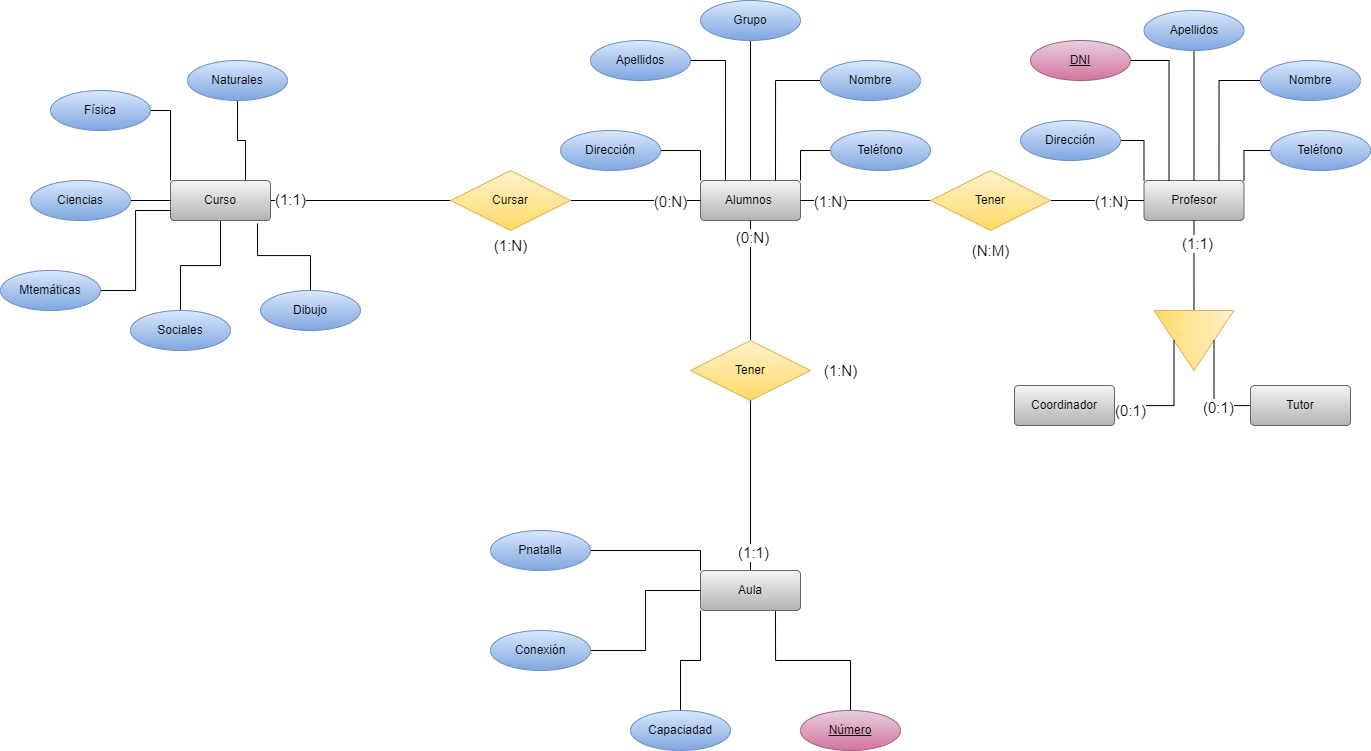 Grupo
Apellidos
Apellidos
DNI
Naturales
Nombre
Nombre
Física
Dirección
Teléfono
Dirección
Teléfono
Ciencias
Curso
(1:1)
Cursar
(0:N)
Alumnos
(1:N)
Tener
(1:N)
Profesor
(1:N)
(0:N)
(N:M)
(1:1)
Mtemáticas
Sociales
Dibujo
Tener
(1:N)
Coordinador
(0:1)
(0:1)
Tutor
Pnatalla
(1:1)
Aula
Conexión
Capaciadad
Número